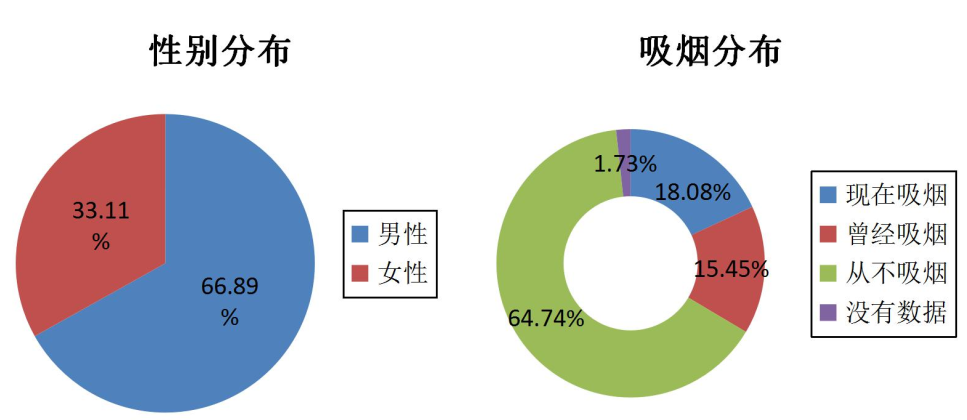 性别分布
33.11
%
66.89
%
男性
女性
吸烟分布
1.73%
18.08%
15.45%
64.74%
现在吸烟
曾经吸烟
从不吸烟
没有数据